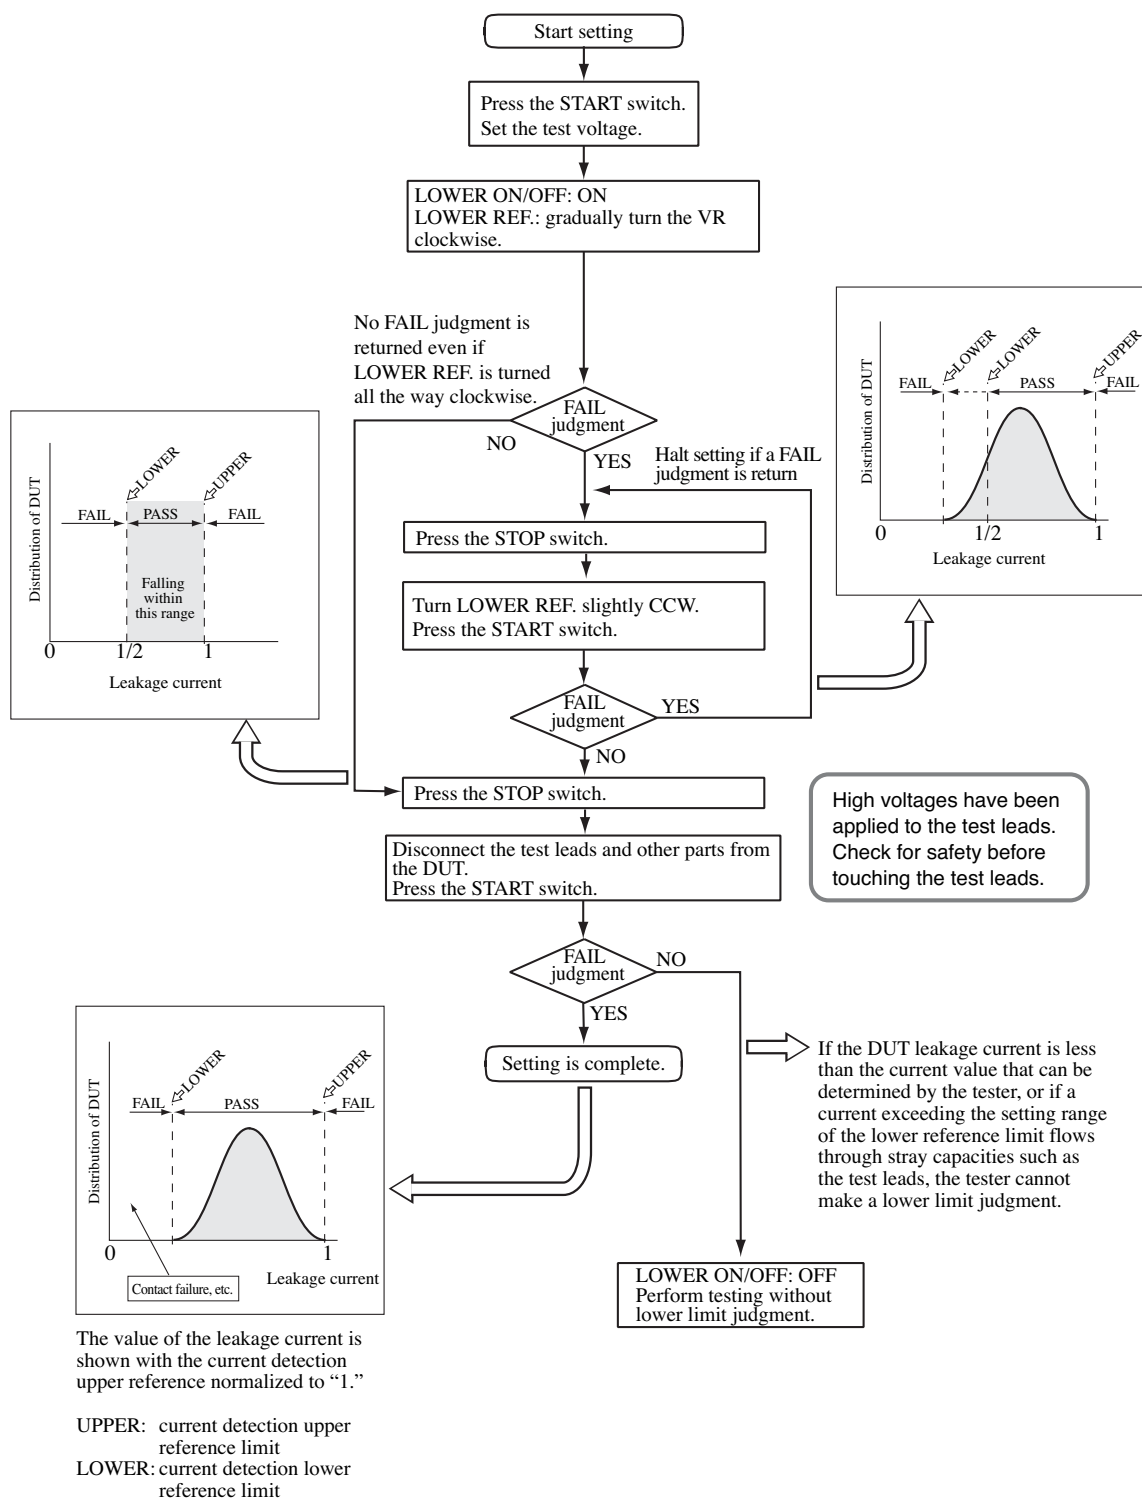 Start setting
Press the START switch.
Set the test voltage.
LOWER ON/OFF: ON
LOWER REF.: gradually turn the VR
clockwise.
No FAIL judgment is
returned even if
LOWER REF. is turned
all the way clockwise.
FAIL
judgment
NO
YES
Halt setting if a FAIL
judgment is return
Distribution of DUT
LOWER
LOWER
UPPER
FAIL
PASS
FAIL
0
1/2
1
Leakage current
Distribution of DUT
LOWER
UPPER
FAIL
PASS
FAIL
Falling
within
this range
0
1/2
1
Leakage current
Press the STOP switch.
Turn LOWER REF. slightly CCW.
Press the START switch.
FAIL
judgment
YES
NO
Press the STOP switch.
High voltages have been
applied to the test leads.
Check for safety before
touching the test leads.
Disconnect the test leads and other parts from
the DUT.
Press the START switch.
FAIL
judgment
NO
YES
Setting is complete.
If the DUT leakage current is less
than the current value that can be
determined by the tester, or if a
current exceeding the setting range
of the lower reference limit flows
through stray capacities such as
the test leads, the tester cannot
make a lower limit judgment.
Distribution of DUT
LOWER
UPPER
FAIL
PASS
FAIL
0
1
Contact failure, etc.
Leakage current
LOWER ON/OFF: OFF
Perform testing without
lower limit judgment.
The value of the leakage current is
shown with the current detection
upper reference normalized to “1.”
UPPER: current detection upper
reference limit
LOWER: current detection lower
reference limit